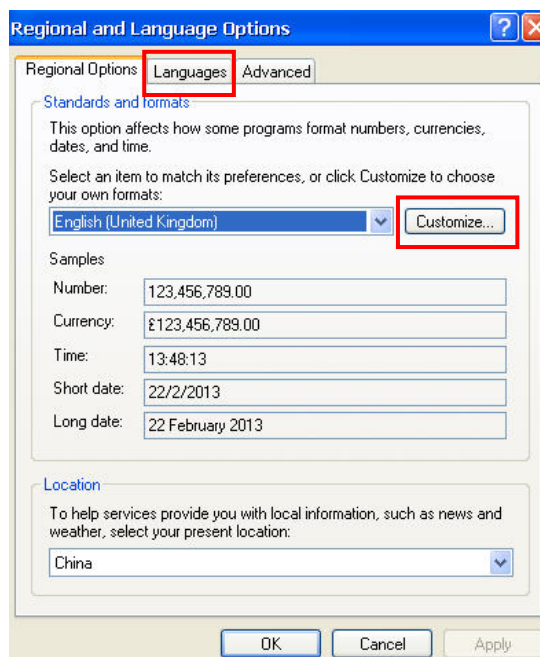 Regional and Language Options
Regional Options Languages Advanced
Standards and formats
This option affects how some programs format numbers, currencies,
dates, and time.
Select an item to match its preferences, or click Customize to choose
your own formats:
English (United Kingdom) Customize...
Samples
Number: 123,456,789.00
Currency: £123,456,789.00
Time: 13:48:13
Short date: 22/2/2013
Long date: 22 February 2013
Location
To help services provide you with local information, such as news and
weather, select your present location:
China
OK Cancel Apply